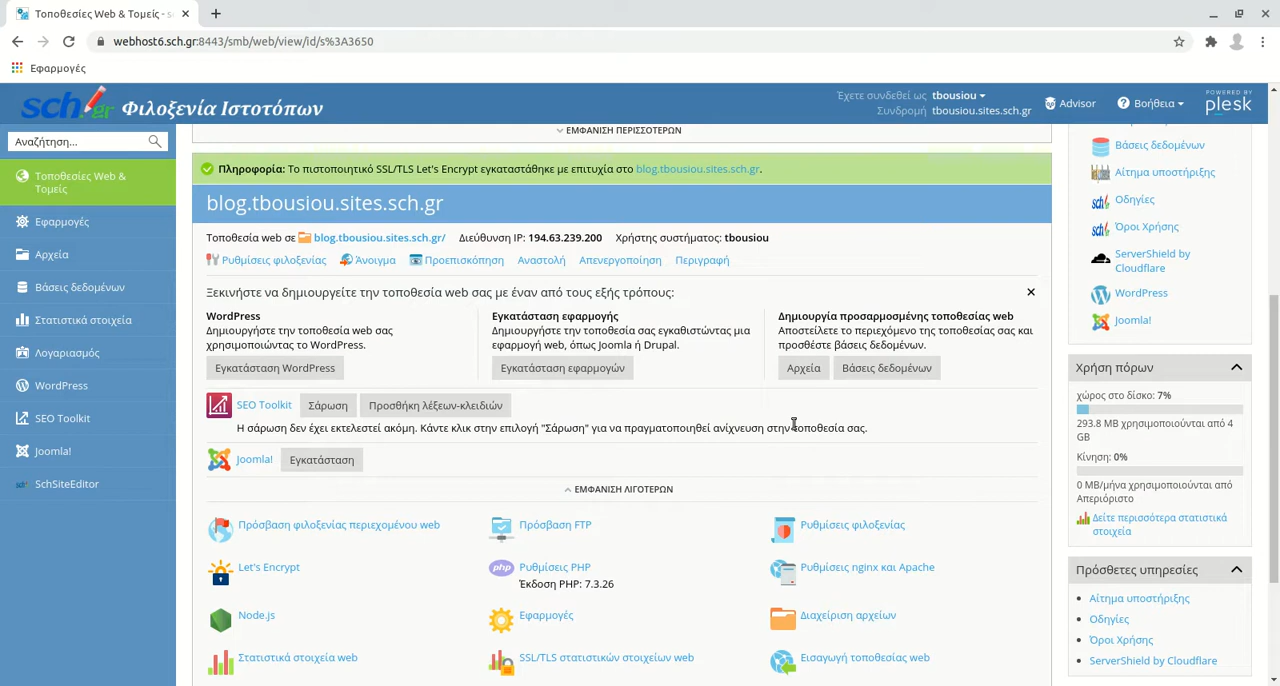 Τοποθεσίες Web & Τομείς - s
webhost6.sch.gr:8443/smb/web/view/id/s%3A3650
Εφαρμογές
sch.gr Φιλοξενία Ιστοτόπων
Έχετε συνδεθεί ως tbousiou
Συνδρομή tbousiou.sites.sch.gr
Advisor
Βοήθεια
POWERED BY
plesk
Αναζήτηση...
Τοποθεσίες Web &
Τομείς
Εφαρμογές
Αρχεία
Βάσεις δεδομένων
Στατιστικά στοιχεία
Λογαριασμός
WordPress
SEO Toolkit
Joomla!
SchSiteEditor
ΕΜΦΑΝΙΣΗ ΠΕΡΙΣΣΟΤΕΡΩΝ
Πληροφορία: Το πιστοποιητικό SSL/TLS Let's Encrypt εγκαταστάθηκε με επιτυχία στο blog.tbousiou.sites.sch.gr.
blog.tbousiou.sites.sch.gr
Τοποθεσία web σε blog.tbousiou.sites.sch.gr/ Διεύθυνση IP: 194.63.239.200 Χρήστης συστήματος: tbousiou
Ρυθμίσεις φιλοξενίας Άνοιγμα Προεπισκόπηση Αναστολή Απενεργοποίηση Περιγραφή
Ξεκινήστε να δημιουργείτε την τοποθεσία web σας με έναν από τους εξής τρόπους:
WordPress
Δημιουργήστε την τοποθεσία web σας
χρησιμοποιώντας το WordPress.
Εγκατάσταση WordPress
Εγκατάσταση εφαρμογής
Δημιουργήστε την τοποθεσία σας εγκαθιστώντας μια
εφαρμογή web, όπως Joomla ή Drupal.
Εγκατάσταση εφαρμογών
Δημιουργία προσαρμοσμένης τοποθεσίας web
Αποστείλετε το περιεχόμενο της τοποθεσίας σας και
προσθέστε βάσεις δεδομένων.
Αρχεία Βάσεις δεδομένων
SEO Toolkit Σάρωση Προσθήκη λέξεων-κλειδιών
Η σάρωση δεν έχει εκτελεστεί ακόμη. Κάντε κλικ στην επιλογή "Σάρωση" για να πραγματοποιηθεί ανίχνευση στην τοποθεσία σας.
Joomla! Εγκατάσταση
ΕΜΦΑΝΙΣΗ ΛΙΓΟΤΕΡΩΝ
Πρόσβαση φιλοξενίας περιεχομένου web
Πρόσβαση FTP
Ρυθμίσεις φιλοξενίας
Let's Encrypt
php Ρυθμίσεις PHP
Έκδοση PHP: 7.3.26
Ρυθμίσεις nginx και Apache
Node.js
Εφαρμογές
Διαχείριση αρχείων
Στατιστικά στοιχεία web
SSL/TLS στατιστικών στοιχείων web
Εισαγωγή τοποθεσίας web
Βάσεις δεδομένων
Αίτημα υποστήριξης
sch Οδηγίες
sch Όροι Χρήσης
ServerShield by
Cloudflare
WordPress
Joomla!
Χρήση πόρων
χώρος στο δίσκο: 7%
293.8 MB χρησιμοποιούνται από 4
GB
Κίνηση: 0%
0 MB/μήνα χρησιμοποιούνται από
Απεριόριστο
Δείτε περισσότερα στατιστικά
στοιχεία
Πρόσθετες υπηρεσίες
Αίτημα υποστήριξης
Οδηγίες
Όροι Χρήσης
ServerShield by Cloudflare